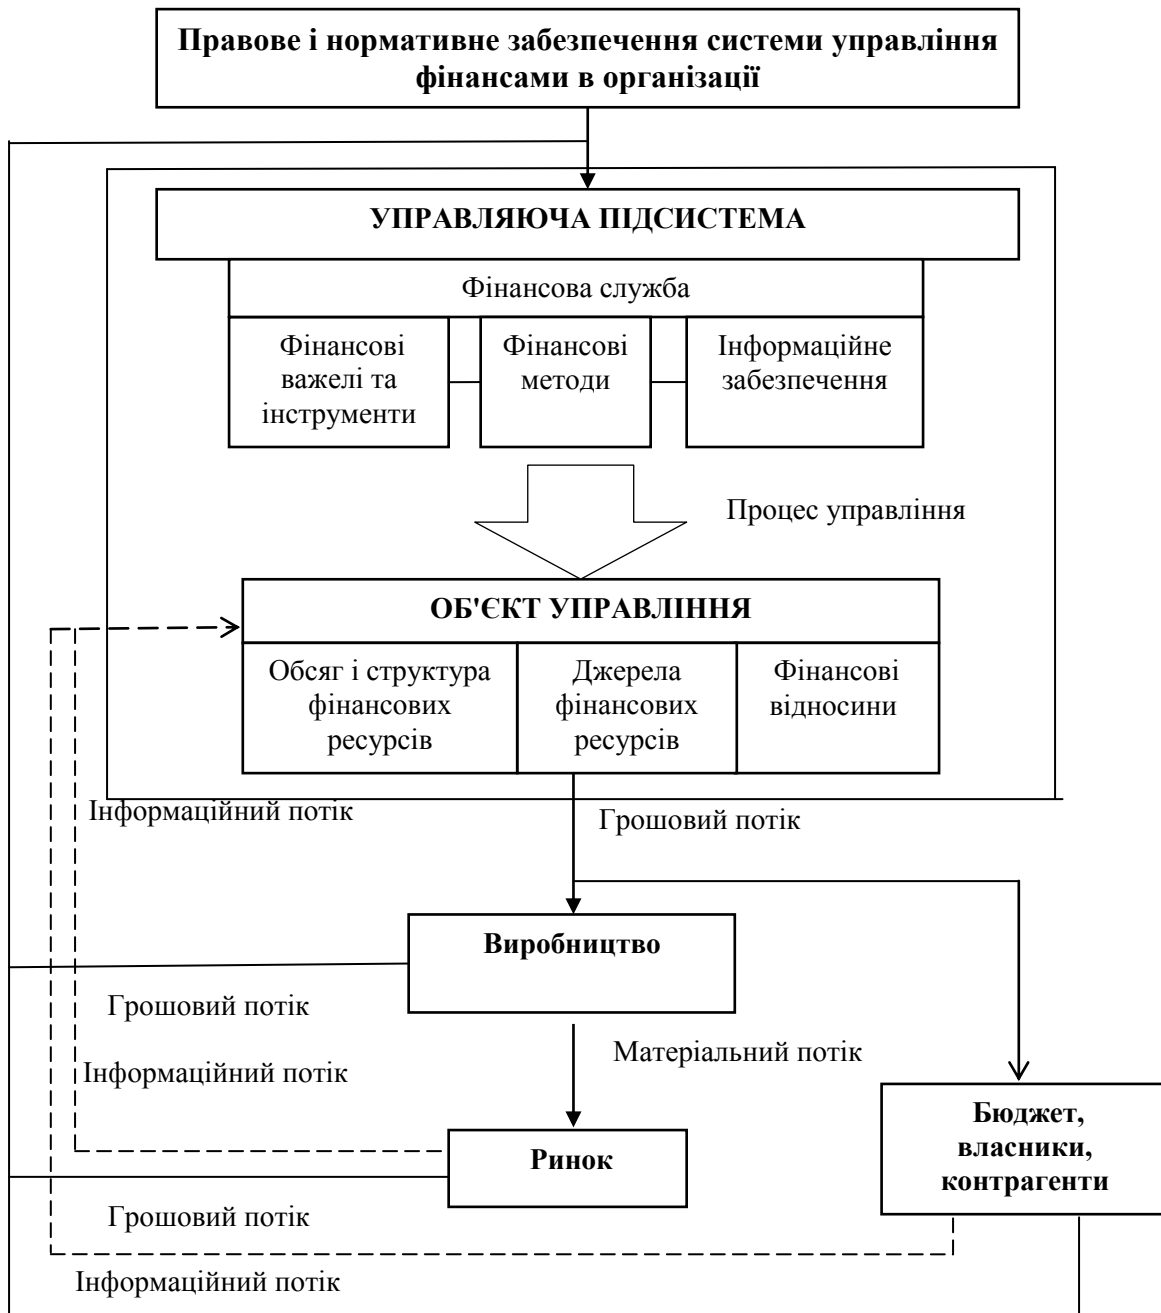 Правове і нормативне забезпечення системи управління
фінансами в організації
УПРАВЛЯЮЧА ПІДСИСТЕМА
Фінансова служба
Фінансові
важелі та
інструменти
Фінансові
методи
Інформаційне
забезпечення
Процес управління
ОБ'ЄКТ УПРАВЛІННЯ
Обсяг і структура
фінансових
ресурсів
Джерела
фінансових
ресурсів
Фінансові
відносини
Інформаційний потік
Грошовий потік
Виробництво
Грошовий потік
Матеріальний потік
Інформаційний потік
Бюджет,
власники,
контрагенти
Ринок
Грошовий потік
Інформаційний потік